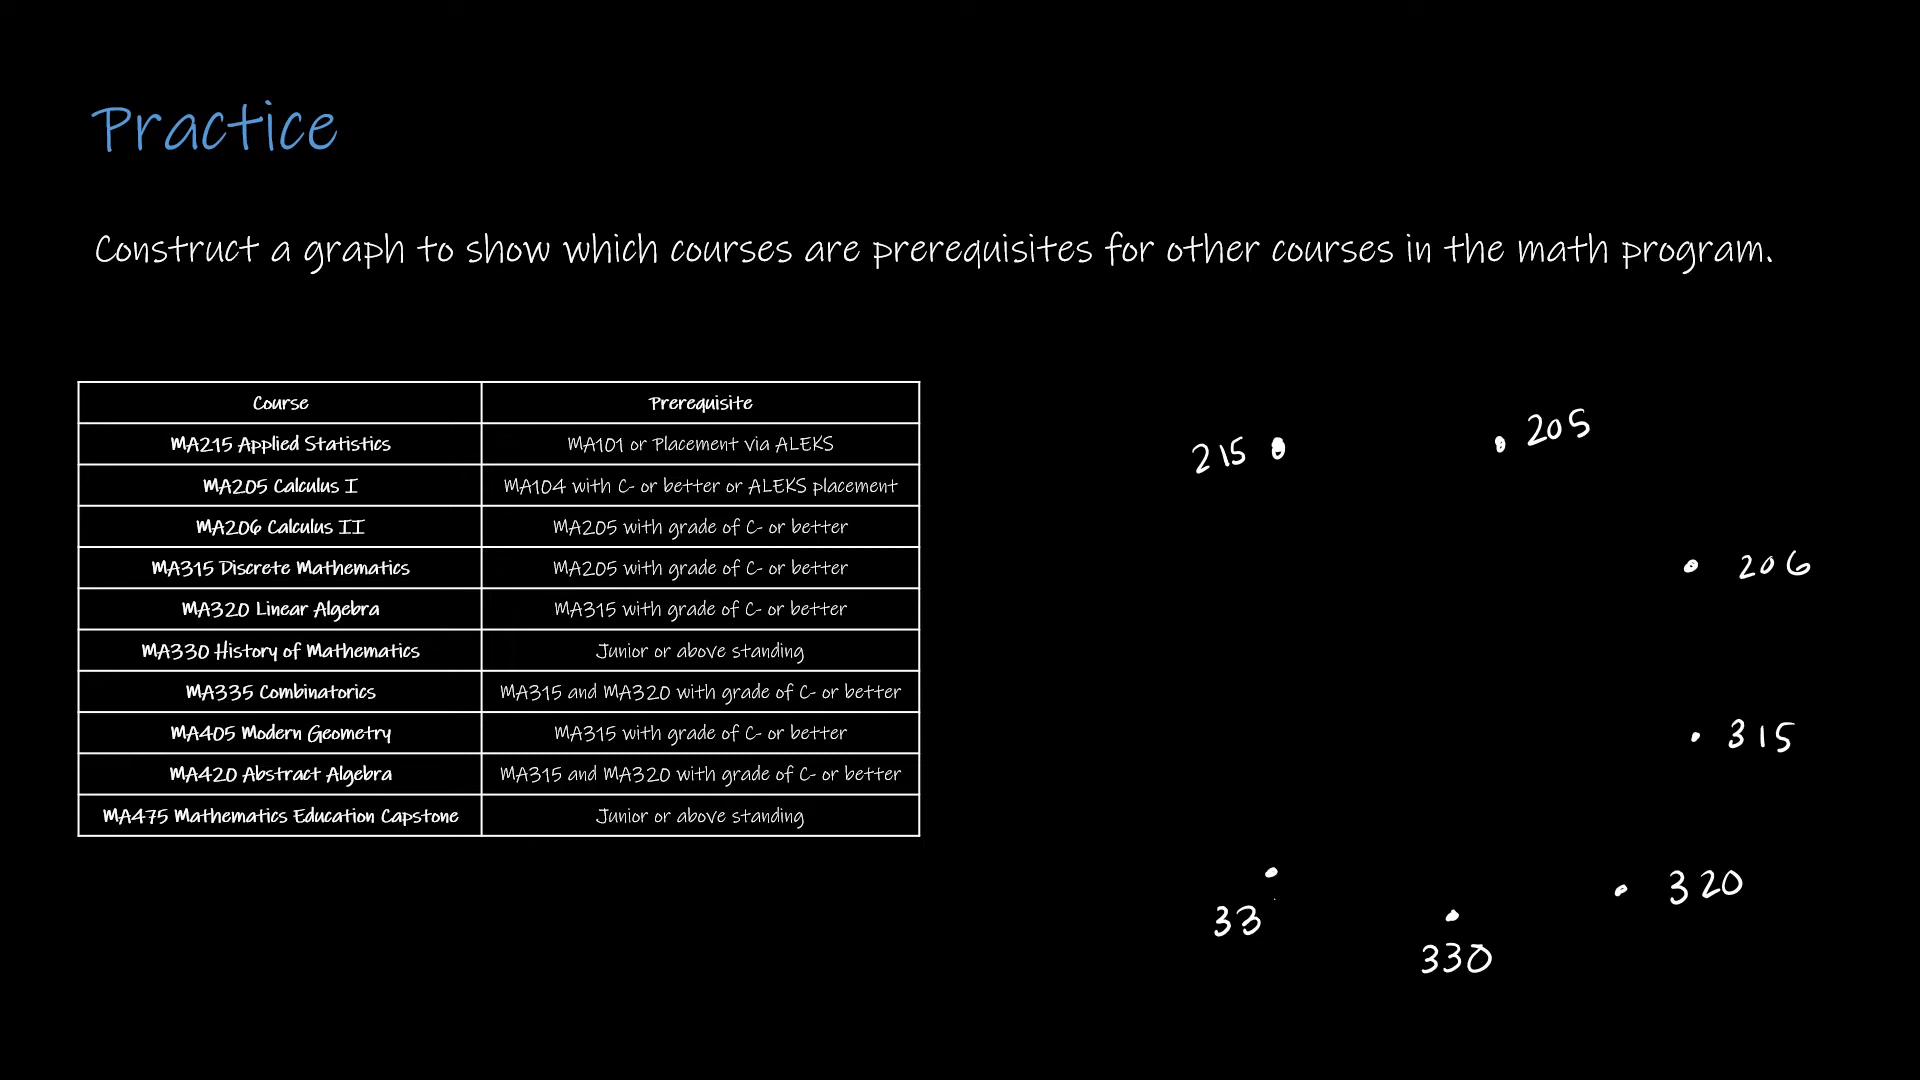 Practice
Construct a graph to show which courses are prerequisites for other courses in the math program.
Course Prerequisite
MA215 Applied Statistics MA101 or Placement via ALEKS
MA205 Calculus I MA104 with C- or better or ALEKS placement
MA206 Calculus II MA205 with grade of C- or better
MA315 Discrete Mathematics MA205 with grade of C- or better
MA320 Linear Algebra MA315 with grade of C- or better
MA330 History of Mathematics Junior or above standing
MA335 Combinatorics MA315 and MA320 with grade of C- or better
MA405 Modern Geometry MA315 with grade of C- or better
MA420 Abstract Algebra MA315 and MA320 with grade of C- or better
MA475 Mathematics Education Capstone Junior or above standing
215
205
206
315
320
33
330